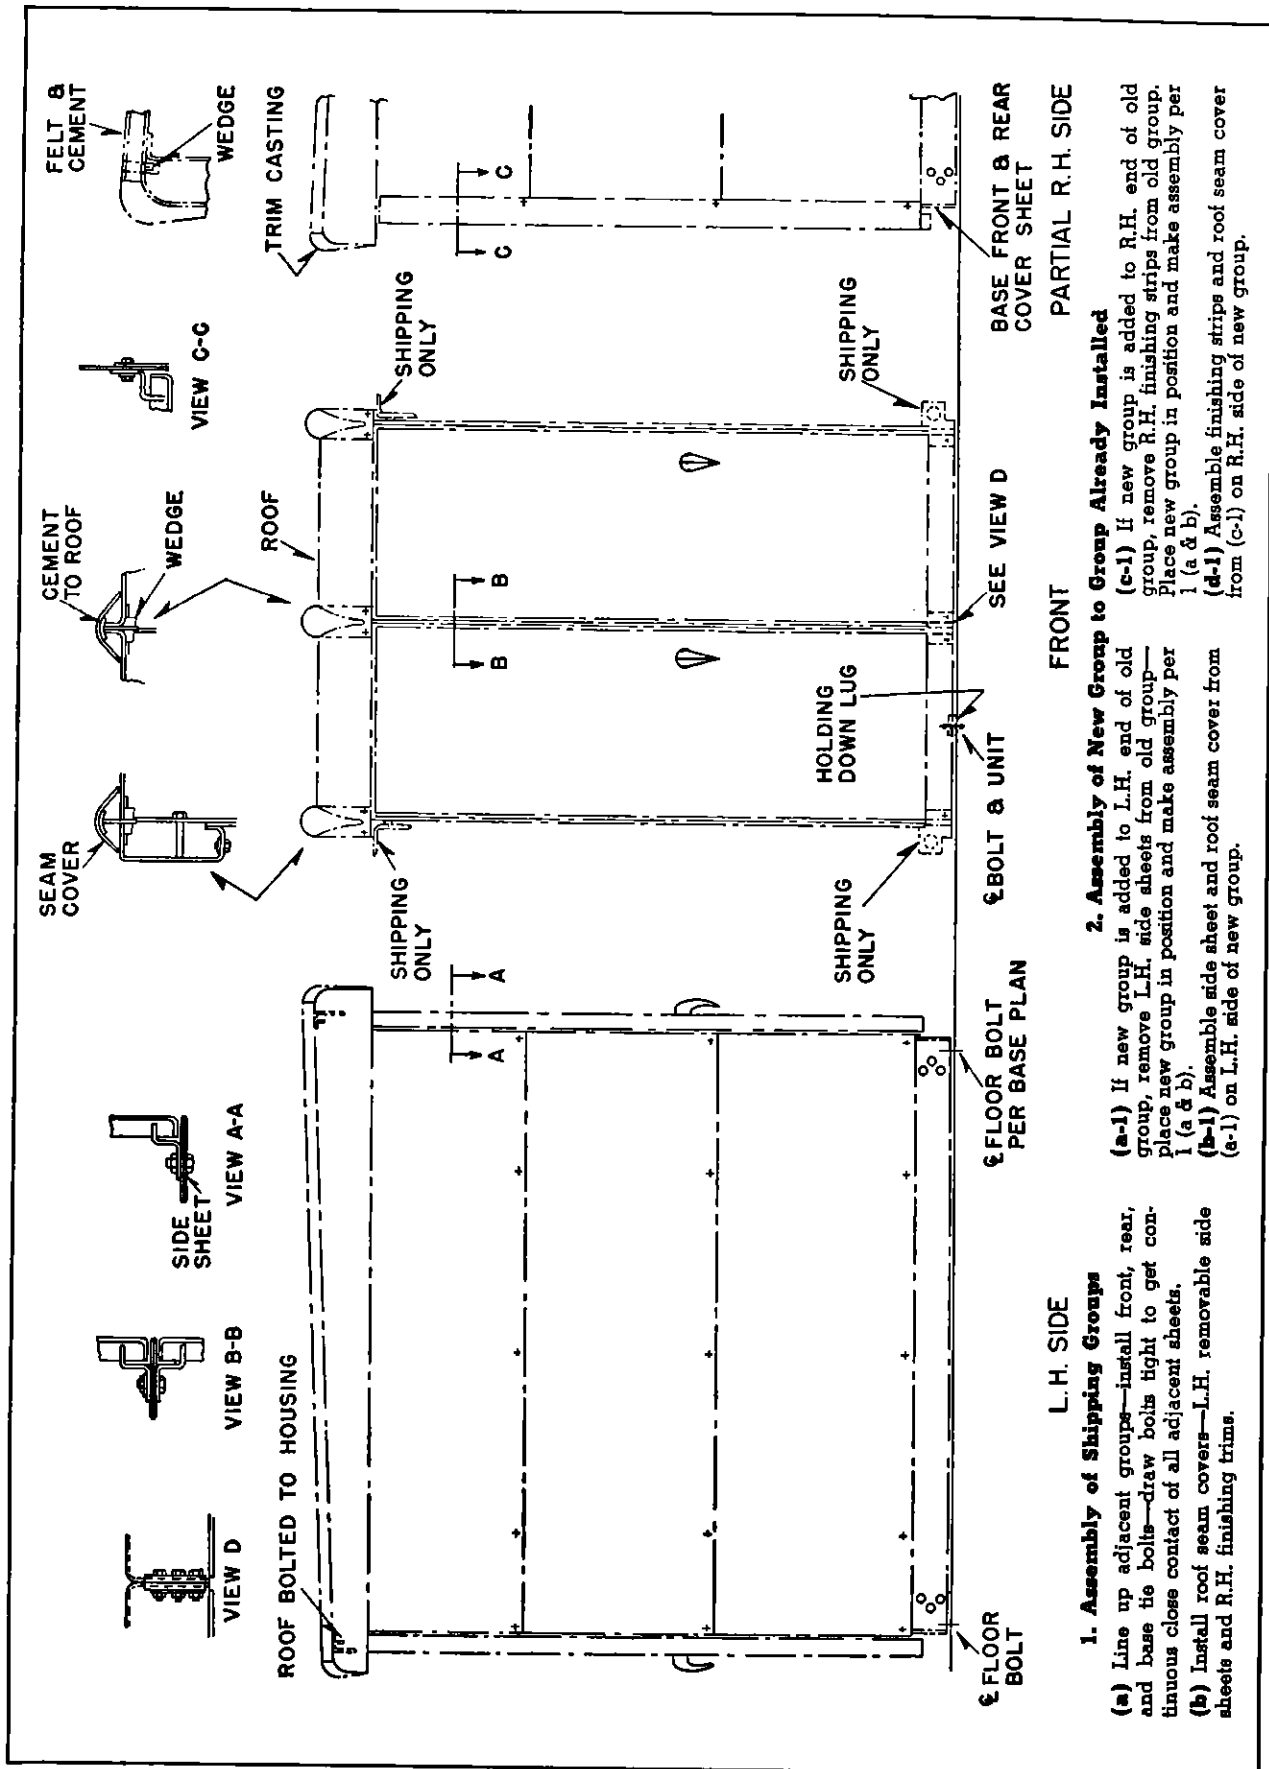 VIEW D
VIEW B-B
SIDE
SHEET
VIEW A-A
SEAM
COVER
CEMENT
TO ROOF
WEDGE
VIEW C-C
FELT &
CEMENT
WEDGE
ROOF BOLTED TO HOUSING
ROOF
TRIM CASTING
A
A
SHIPPING
ONLY
B
B
SHIPPING
ONLY
C
C
℄ FLOOR
BOLT
℄ FLOOR BOLT
PER BASE PLAN
SHIPPING
ONLY
HOLDING
DOWN LUG
℄ BOLT & UNIT
SEE VIEW D
SHIPPING
ONLY
BASE FRONT & REAR
COVER SHEET
L.H. SIDE
FRONT
PARTIAL R.H. SIDE
1. Assembly of Shipping Groups
(a) Line up adjacent groups—install front, rear,
and base tie bolts—draw bolts tight to get con-
tinuous close contact of all adjacent sheets.
(b) Install roof seam covers—L.H. removable side
sheets and R.H. finishing trims.
2. Assembly of New Group to Group Already Installed
(a-1) If new group is added to L.H. end of old
group, remove L.H. side sheets from old group—
place new group in position and make assembly per
1 (a & b).
(b-1) Assemble side sheet and roof seam cover from
(a-1) on L.H. side of new group.
(c-1) If new group is added to R.H. end of old
group, remove R.H. finishing strips from old group.
Place new group in position and make assembly per
1 (a & b).
(d-1) Assemble finishing strips and roof seam cover
from (c-1) on R.H. side of new group.